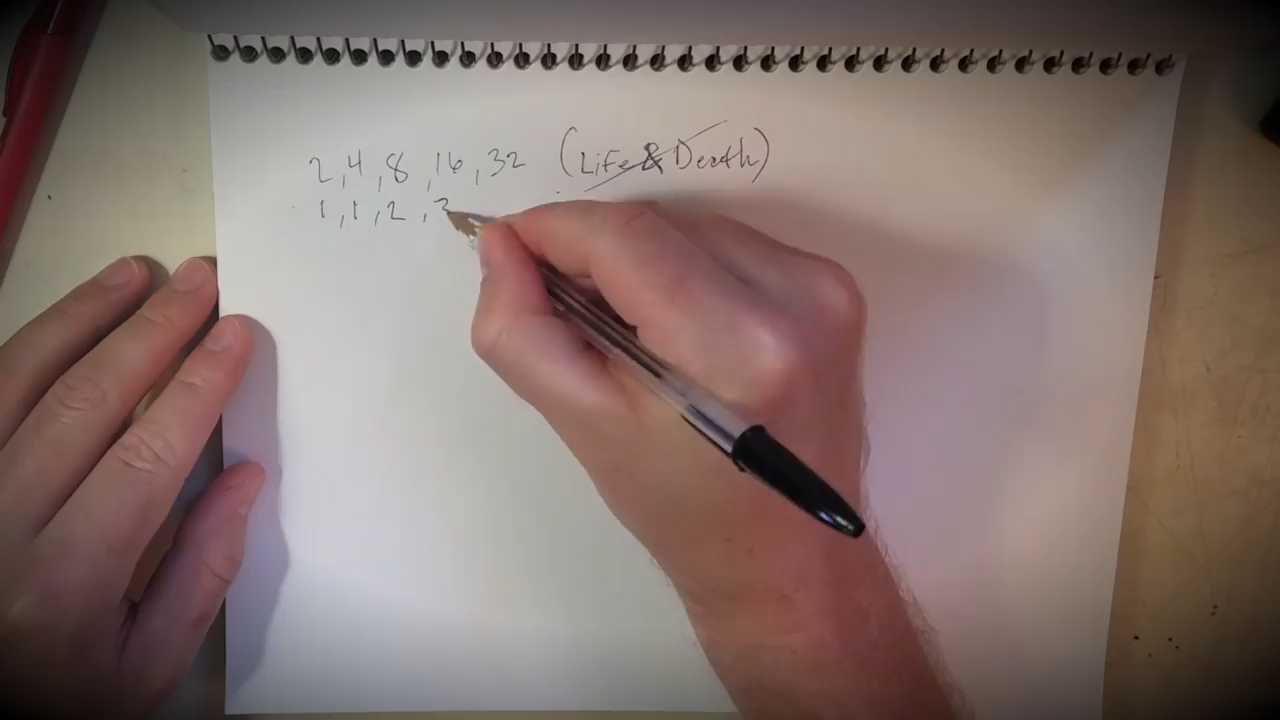 2, 4, 8, 16, 32 (Life & Death)
1, 1, 2, 3